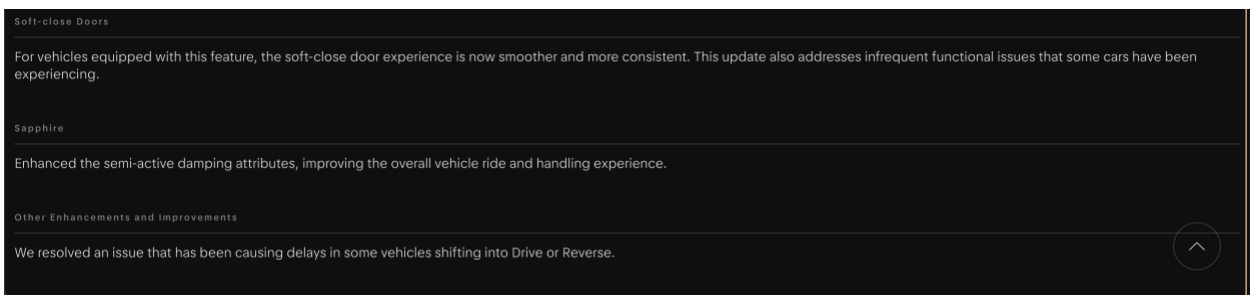 Soft-close Doors
For vehicles equipped with this feature, the soft-close door experience is now smoother and more consistent. This update also addresses infrequent functional issues that some cars have been
experiencing.
Sapphire
Enhanced the semi-active damping attributes, improving the overall vehicle ride and handling experience.
Other Enhancements and Improvements
We resolved an issue that has been causing delays in some vehicles shifting into Drive or Reverse.